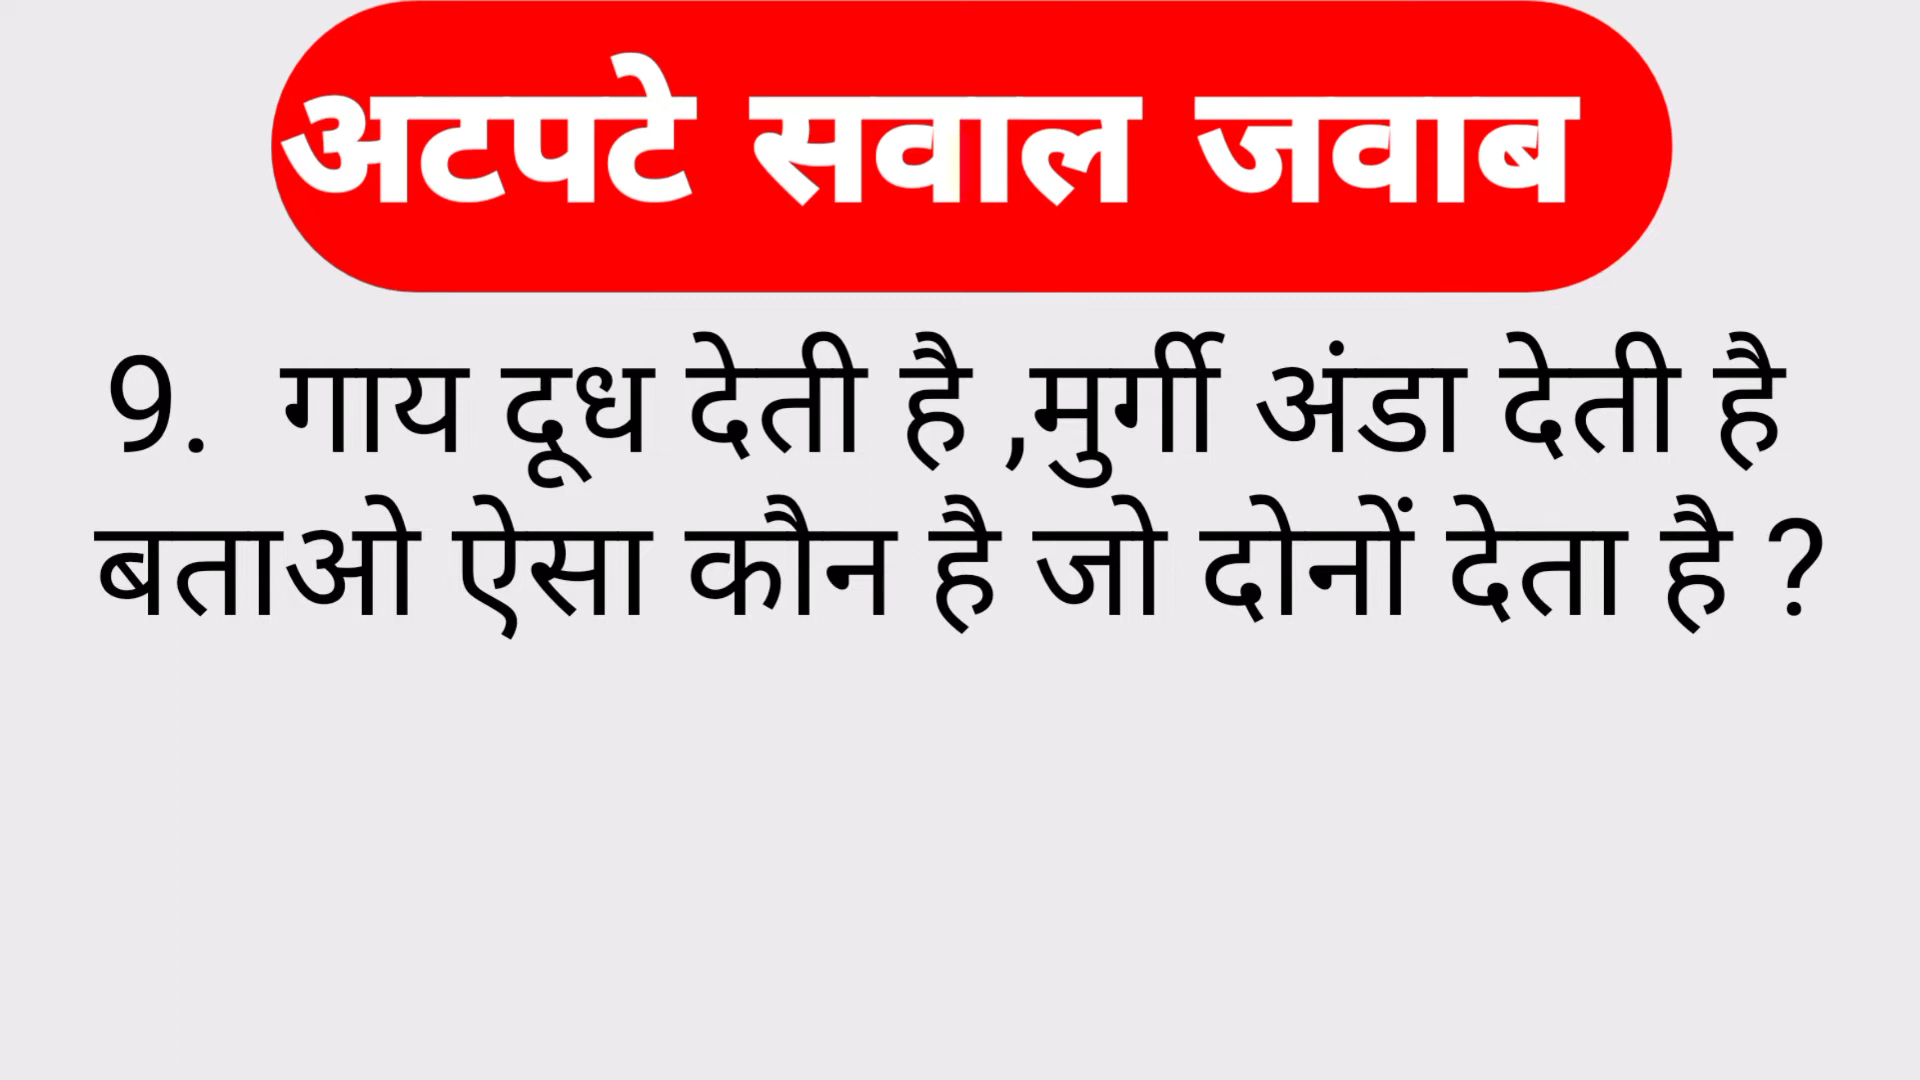 अटपटे सवाल जवाब
9. गाय दूध देती है ,मुर्गी अंडा देती है
बताओ ऐसा कौन है जो दोनों देता है ?